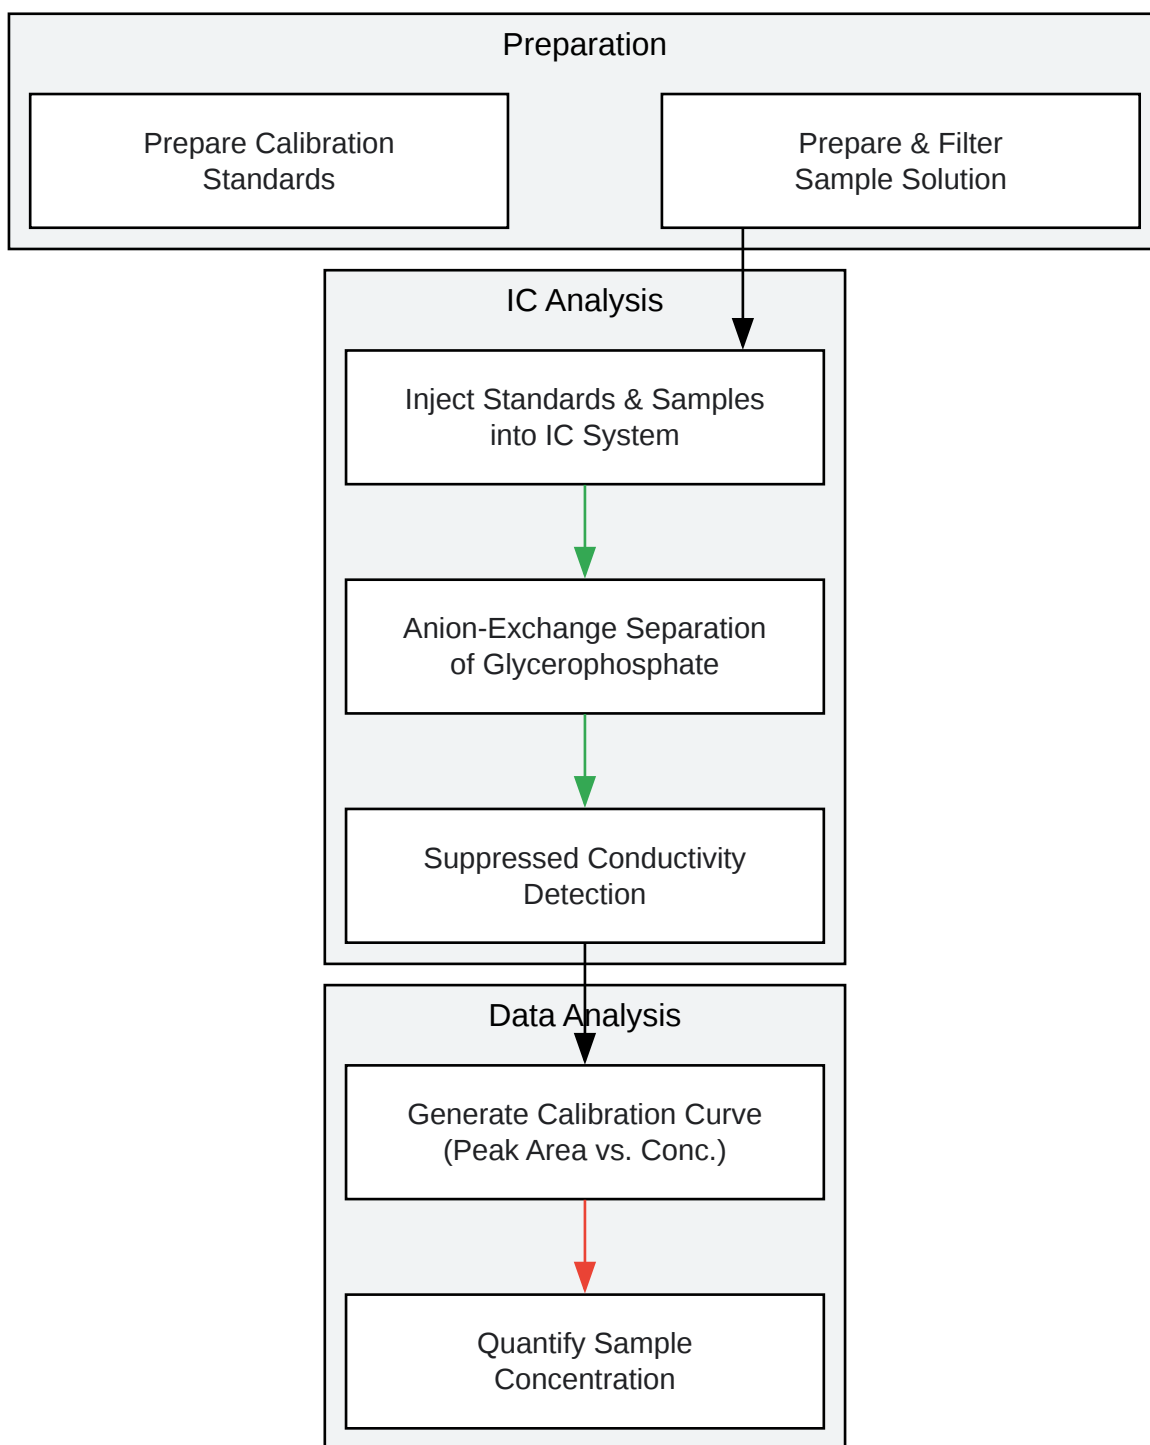 Preparation
Prepare Calibration
Standards
Prepare & Filter
Sample Solution
IC Analysis
Inject Standards & Samples
into IC System
Anion-Exchange Separation
of Glycerophosphate
Suppressed Conductivity
Detection
Data Analysis
Generate Calibration Curve
(Peak Area vs. Conc.)
Quantify Sample
Concentration